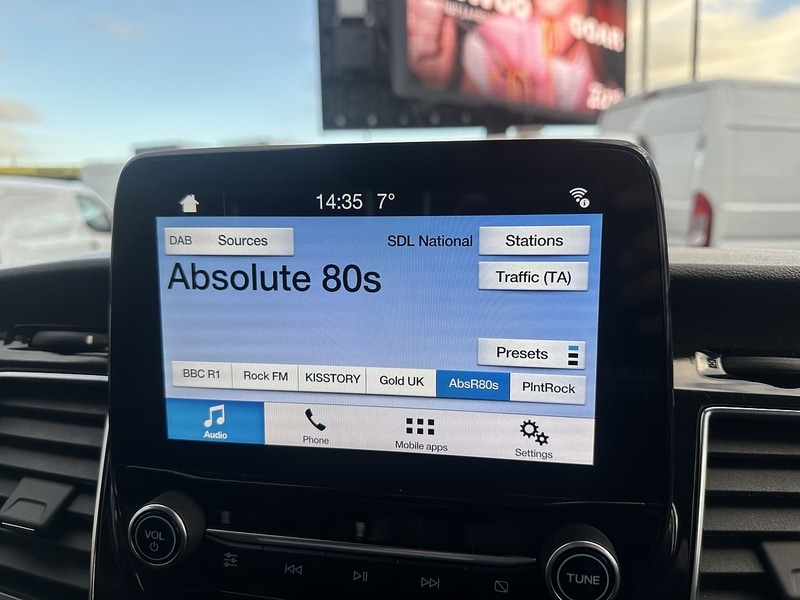 14:35 7°
DAB Sources
SDL National
Stations
Absolute 80s
Traffic (TA)
Presets
BBC R1
Rock FM
KISSTORY
Gold UK
AbsR80s
PlntRock
Audio
Phone
Mobile apps
Settings
VOL
TUNE